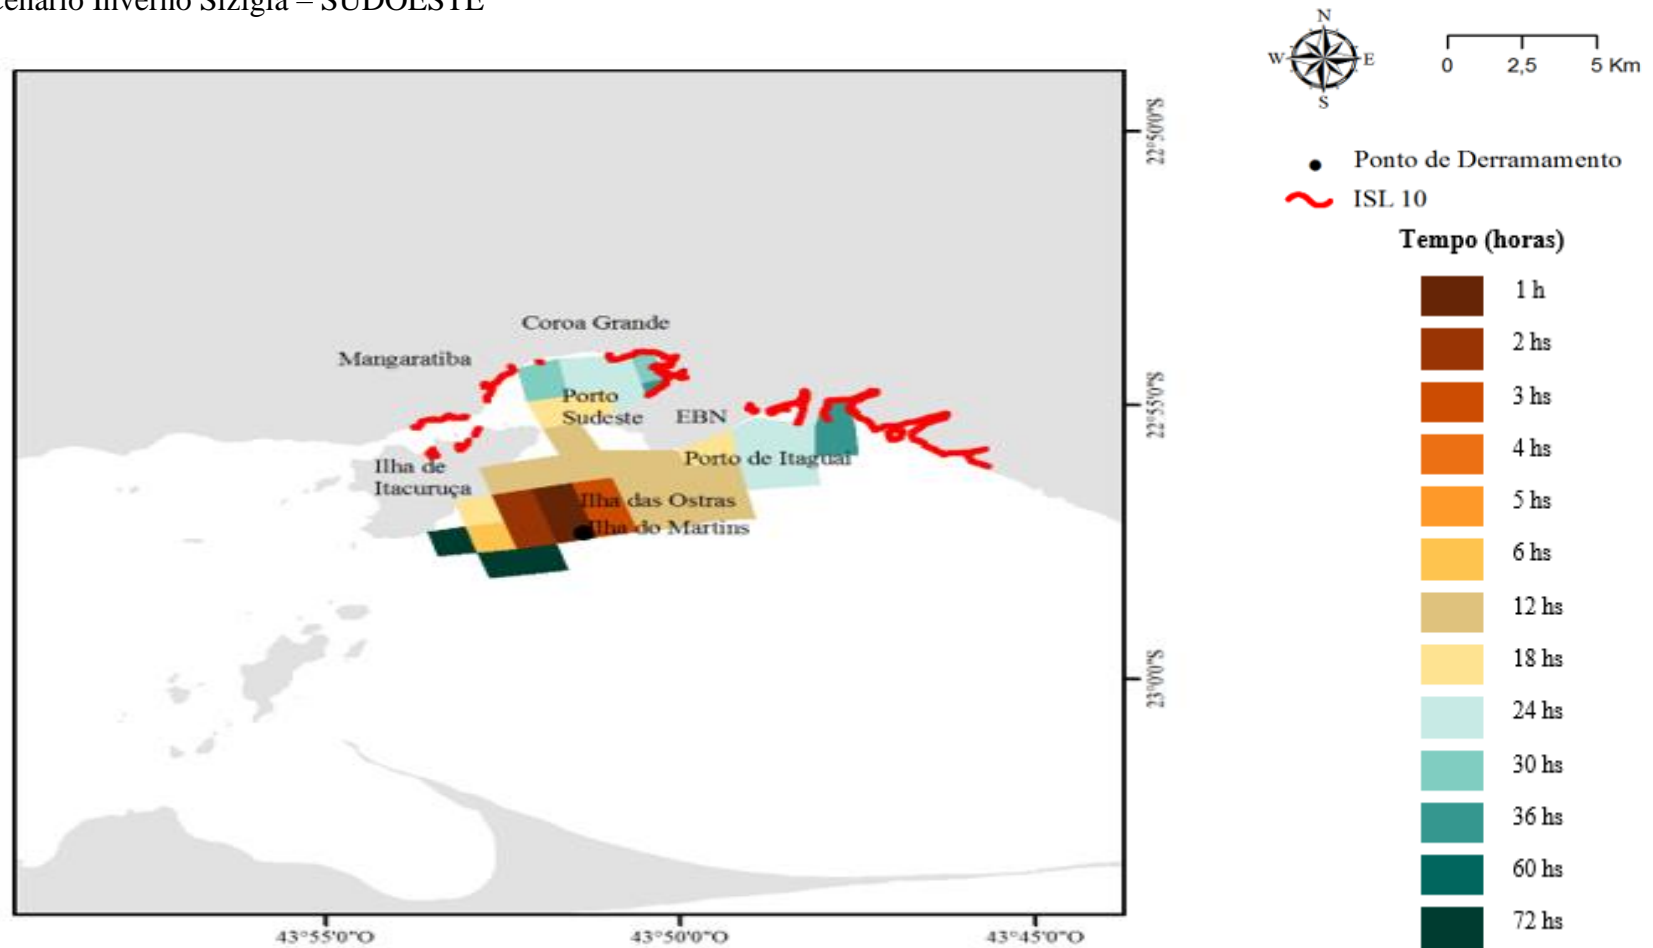 cenário Inverno Sizígia – SUDOESTE
N
W
E
S
0 2,5 5 Km
Ponto de Derramamento
ISL 10
Tempo (horas)
1 h
2 hs
3 hs
4 hs
5 hs
6 hs
12 hs
18 hs
24 hs
30 hs
36 hs
60 hs
72 hs
Coroa Grande
Mangaratiba
Porto
Sudeste
EBN
Porto de Itaguaí
Ilha de
Itacuruça
Ilha das Ostras
Ilha do Martins
22°50'0"S
22°55'0"S
23°0'0"S
43°55'0"O
43°50'0"O
43°45'0"O